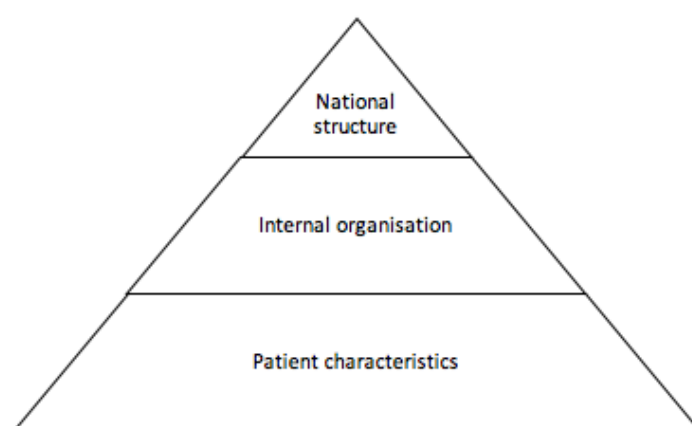 National
structure
Internal organisation
Patient characteristics